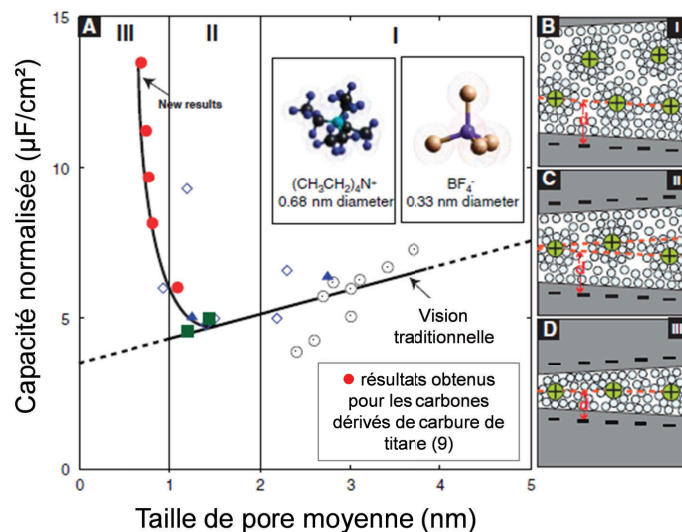 Capacité normalisée (µF/cm²)
15
10
5
0
A
III
II
I
New results
(CH₃CH₂)₄N⁺
0.68 nm diameter
BF₄⁻
0.33 nm diameter
Vision
traditionnelle
résultats obtenus
pour les carbones
dérivés de carbure de
titane (9)
0
1
2
3
4
5
Taille de pore moyenne (nm)
B
I
d
C
II
d
D
III
d